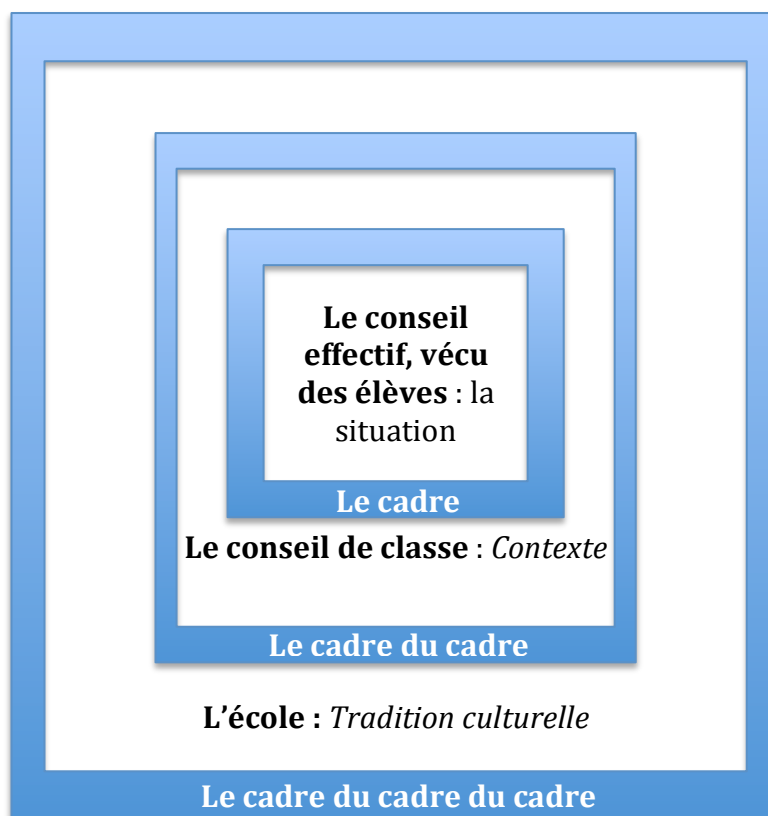 Le conseil
effectif, vécu
des élèves : la
situation
Le cadre
Le conseil de classe : Contexte
Le cadre du cadre
L’école : Tradition culturelle
Le cadre du cadre du cadre